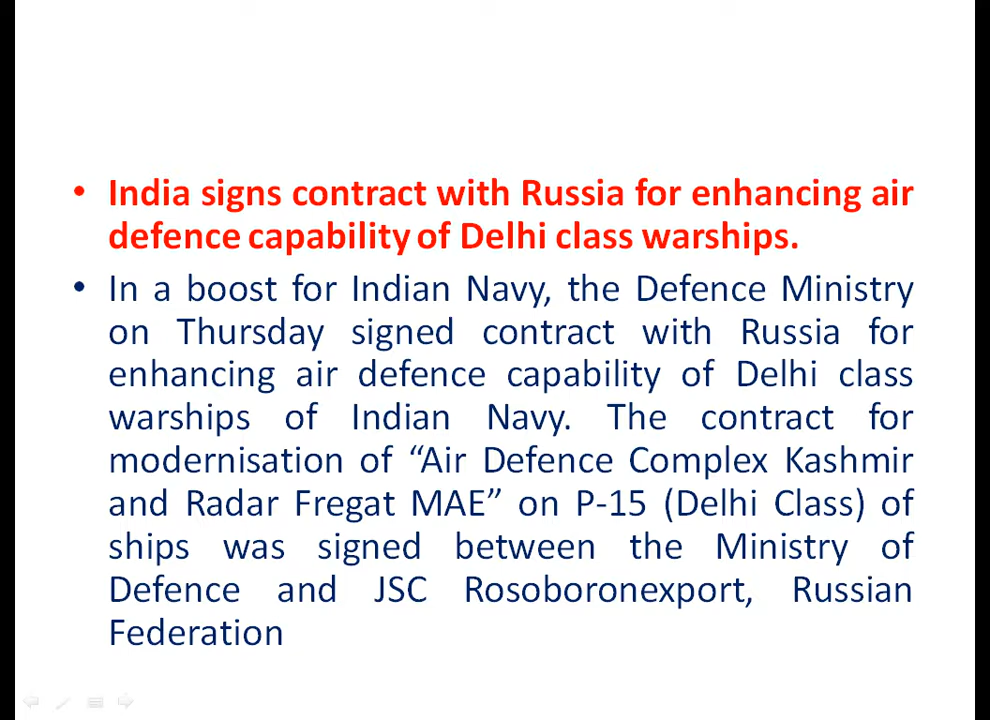 • India signs contract with Russia for enhancing air
defence capability of Delhi class warships.
• In a boost for Indian Navy, the Defence Ministry
on Thursday signed contract with Russia for
enhancing air defence capability of Delhi class
warships of Indian Navy. The contract for
modernisation of “Air Defence Complex Kashmir
and Radar Fregat MAE” on P-15 (Delhi Class) of
ships was signed between the Ministry of
Defence and JSC Rosoboronexport, Russian
Federation